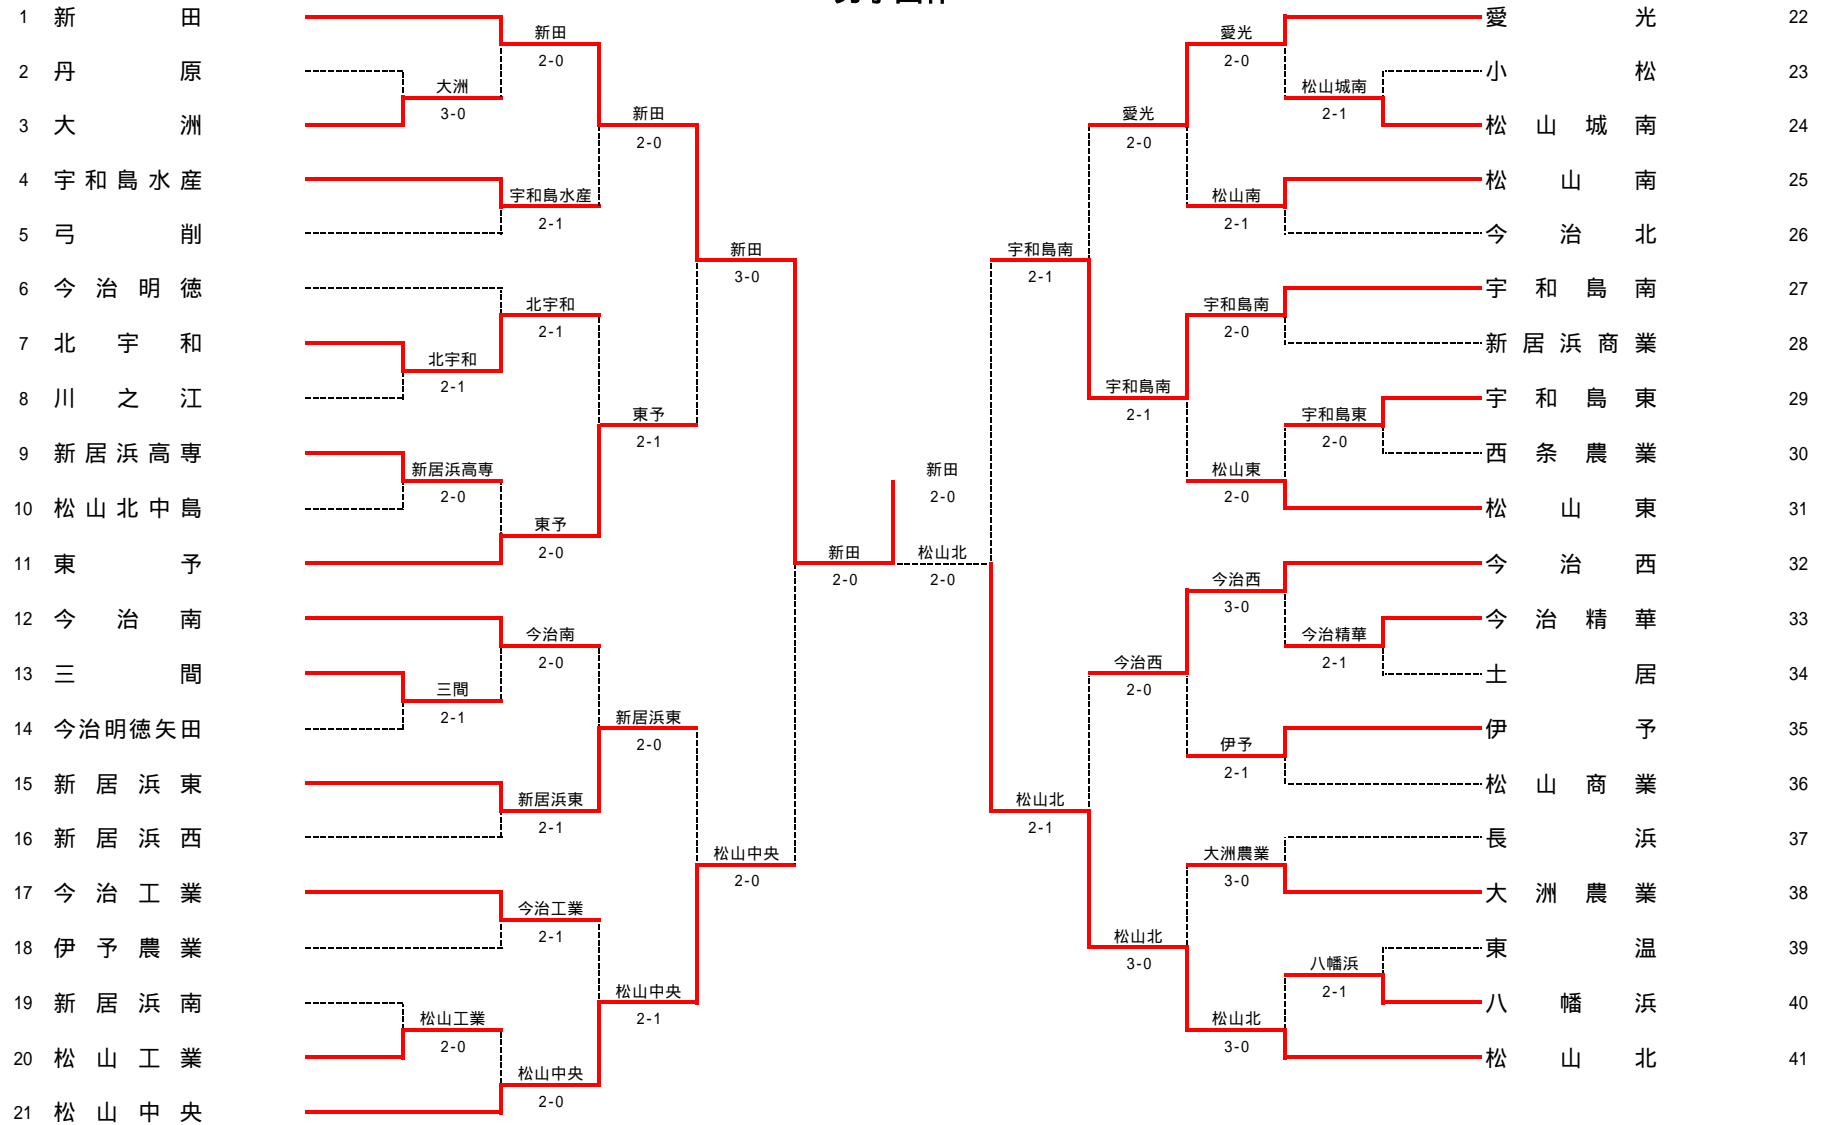 1 新田
2 丹原
3 大洲
4 宇和島水産
5 弓削
6 今治明徳
7 北宇和
8 川之江
9 新居浜高専
10 松山北中島
11 東予
12 今治南
13 三間
14 今治明徳矢田
15 新居浜東
16 新居浜西
17 今治工業
18 伊予農業
19 新居浜南
20 松山工業
21 松山中央
大洲
3-0
北宇和
2-1
新居浜高専
2-0
三間
2-1
松山工業
2-0
新田
2-0
宇和島水産
2-1
北宇和
2-1
東予
2-0
今治南
2-0
新居浜東
2-1
今治工業
2-1
松山中央
2-0
新田
2-0
東予
2-1
新居浜東
2-0
松山中央
2-1
新田
3-0
松山中央
2-0
新田
2-0
新田
2-0
松山北
2-0
宇和島南
2-1
松山北
2-1
愛光
2-0
宇和島南
2-1
今治西
2-0
松山北
3-0
愛光
2-0
松山南
2-1
宇和島南
2-0
松山東
2-0
今治西
3-0
伊予
2-1
大洲農業
3-0
松山北
3-0
松山城南
2-1
宇和島東
2-0
今治精華
2-1
八幡浜
2-1
愛光 22
小松 23
松山城南 24
松山南 25
今治北 26
宇和島南 27
新居浜商業 28
宇和島東 29
西条農業 30
松山東 31
今治西 32
今治精華 33
土居 34
伊予 35
松山商業 36
長浜 37
大洲農業 38
東温 39
八幡浜 40
松山北 41